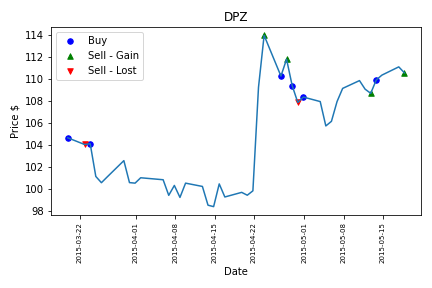 DPZ
Buy
Sell - Gain
Sell - Lost
Price $
114
112
110
108
106
104
102
100
98
2015-03-22
2015-04-01
2015-04-08
2015-04-15
2015-04-22
2015-05-01
2015-05-08
2015-05-15
Date